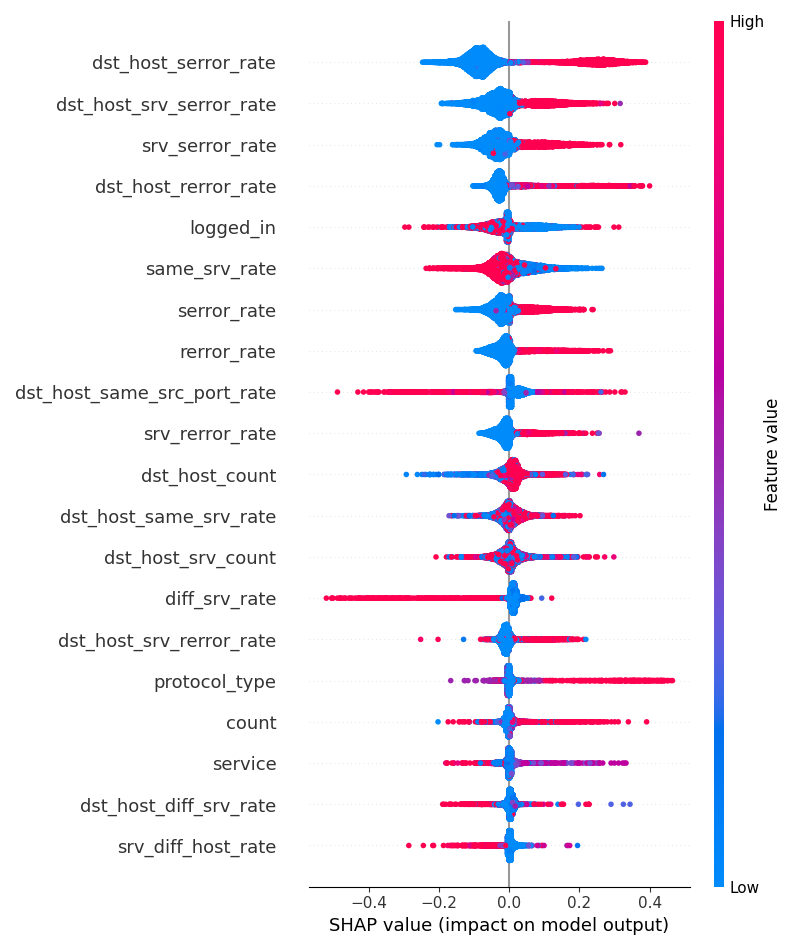 High
dst_host_serror_rate
dst_host_srv_serror_rate
srv_serror_rate
dst_host_rerror_rate
logged_in
same_srv_rate
serror_rate
rerror_rate
dst_host_same_src_port_rate
srv_rerror_rate
dst_host_count
dst_host_same_srv_rate
dst_host_srv_count
diff_srv_rate
dst_host_srv_rerror_rate
protocol_type
count
service
dst_host_diff_srv_rate
srv_diff_host_rate
Feature value
Low
−0.4 −0.2 0.0 0.2 0.4
SHAP value (impact on model output)